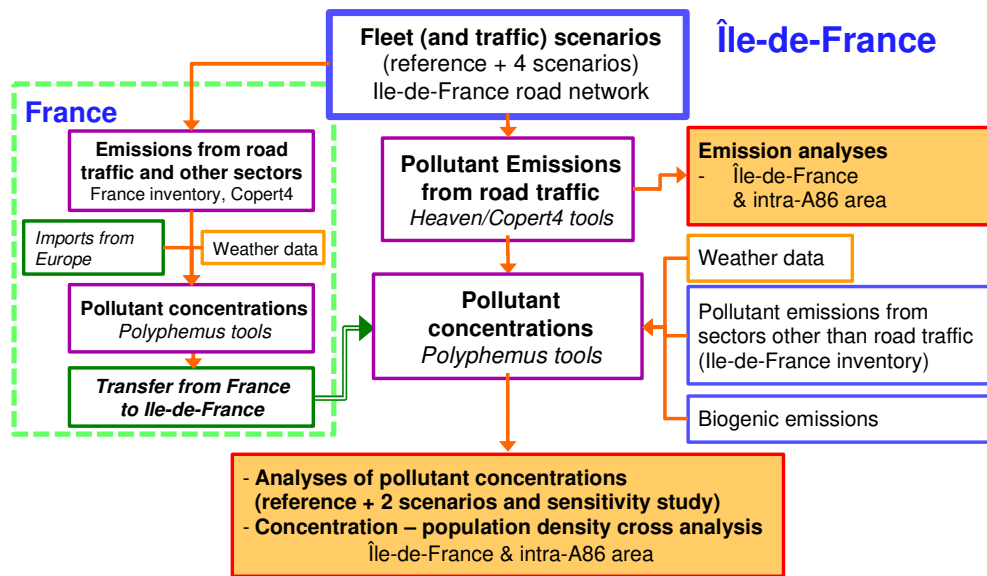 Île-de-France
Fleet (and traffic) scenarios
(reference + 4 scenarios)
Ile-de-France road network
France
Emissions from road
traffic and other sectors
France inventory, Copert4
Imports from
Europe
Weather data
Pollutant concentrations
Polyphemus tools
Transfer from France
to Ile-de-France
Pollutant Emissions
from road traffic
Heaven/Copert4 tools
Emission analyses
- Île-de-France
& intra-A86 area
Pollutant
concentrations
Polyphemus tools
Weather data
Pollutant emissions from
sectors other than road traffic
(Ile-de-France inventory)
Biogenic emissions
- Analyses of pollutant concentrations
(reference + 2 scenarios and sensitivity study)
- Concentration – population density cross analysis
Île-de-France & intra-A86 area